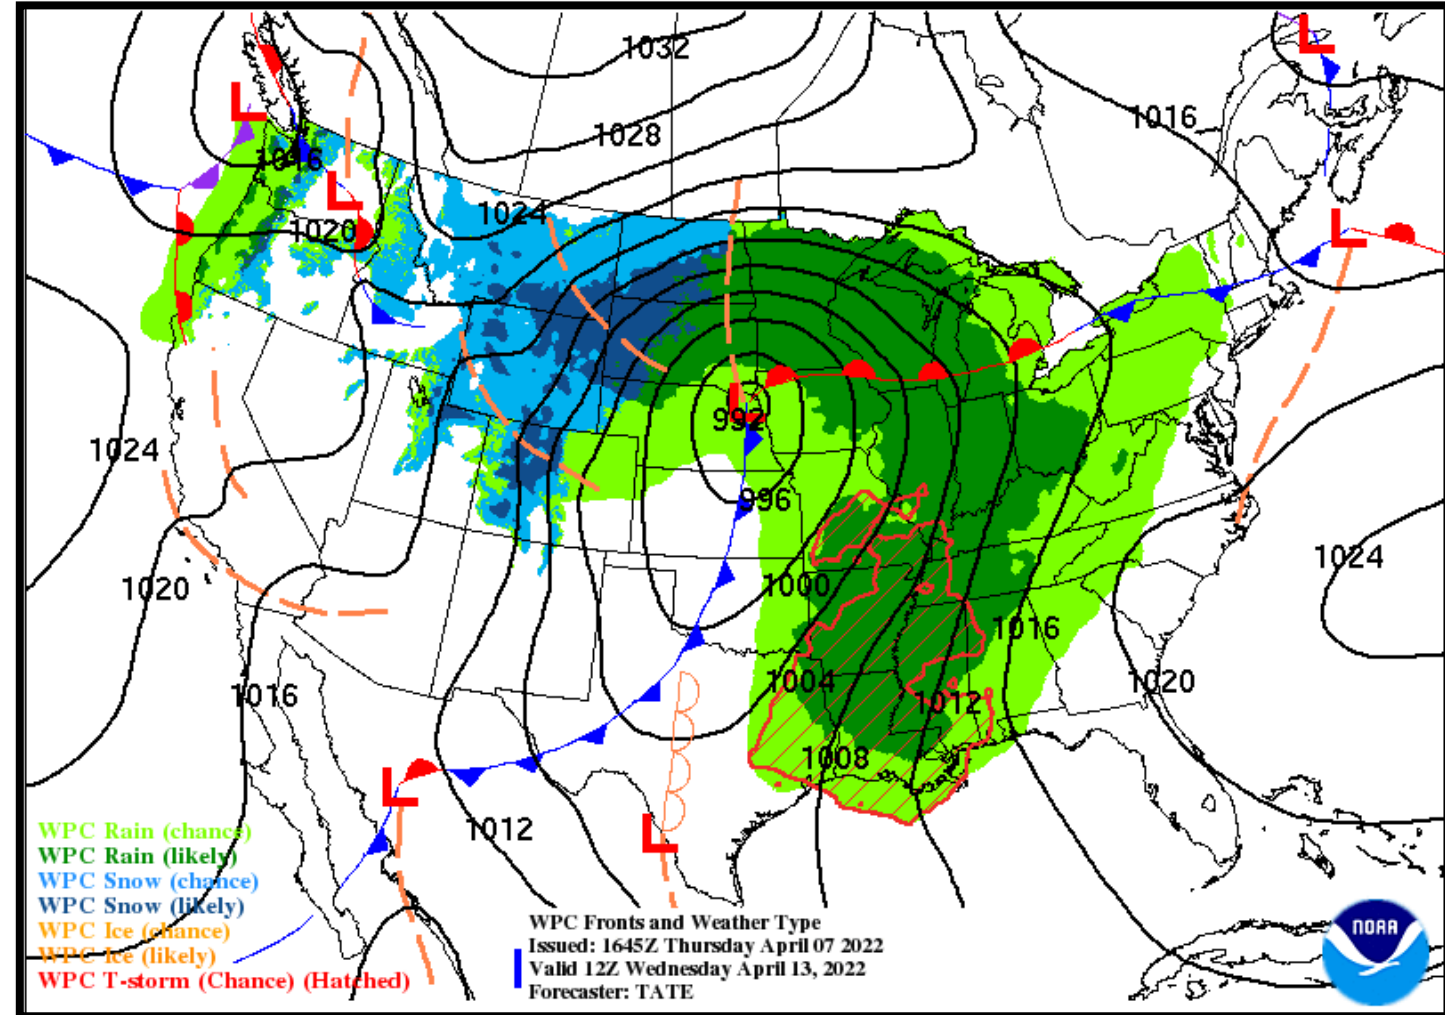 1032
1016
1028
1016
1024
1020
992
1024
996
1024
1000
1020
1016
1004
1020
1016
1012
1008
1012
L
L
L
L
L
L
L
WPC Rain (chance)
WPC Rain (likely)
WPC Snow (chance)
WPC Snow (likely)
WPC Ice (chance)
WPC Ice (likely)
WPC T-storm (Chance) (Hatched)
WPC Fronts and Weather Type
Issued: 1645Z Thursday April 07 2022
Valid 12Z Wednesday April 13, 2022
Forecaster: TATE
NOAA